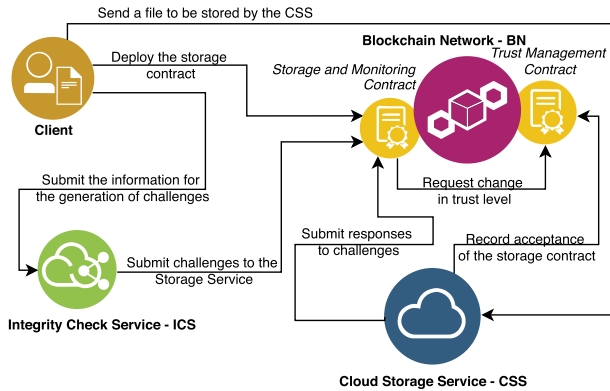 Send a file to be stored by the CSS
Blockchain Network - BN
Deploy the storage
contract
Storage and Monitoring
Contract
Trust Management
Contract
Client
Submit the information for
the generation of challenges
Request change
in trust level
Submit responses
to challenges
Record acceptance
of the storage contract
Submit challenges to the
Storage Service
Integrity Check Service - ICS
Cloud Storage Service - CSS